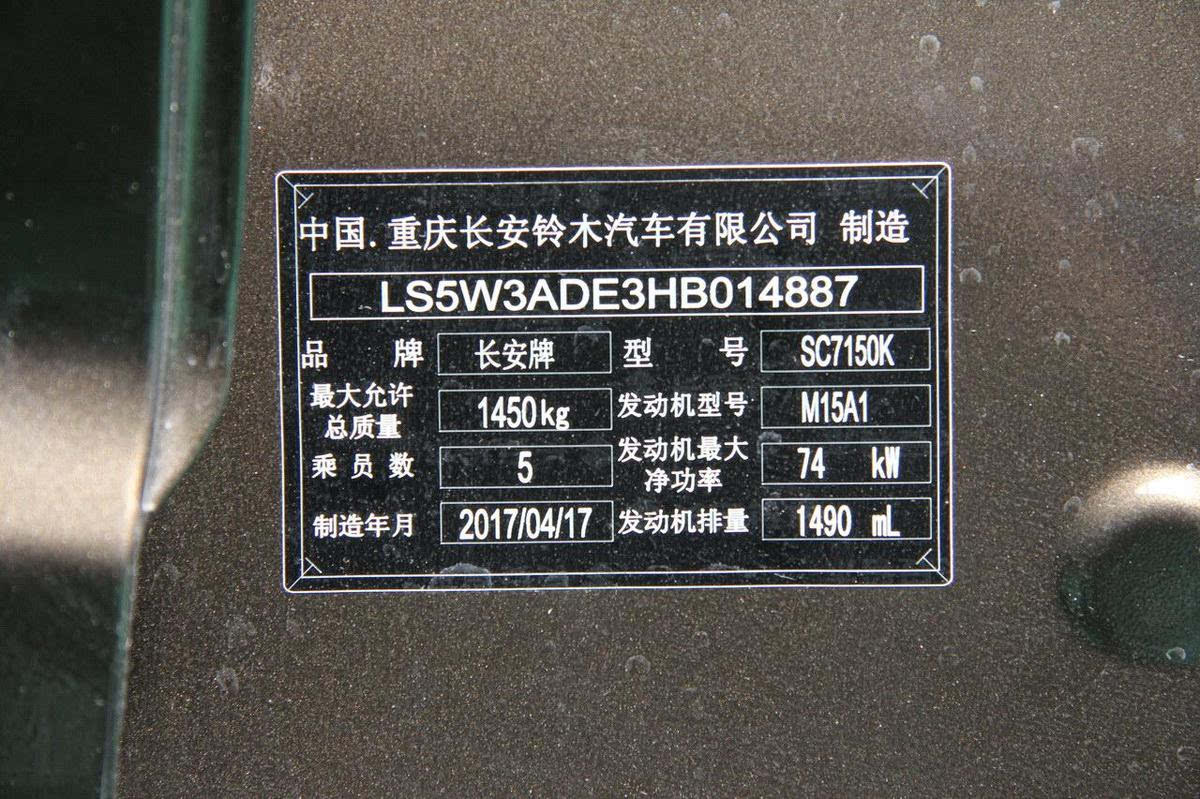 中国.重庆长安铃木汽车有限公司 制造
LS5W3ADE3HB014887
品 牌 长安牌 型 号 SC7150K
最大允许总质量 1450kg 发动机型号 M15A1
乘员数 5 发动机最大净功率 74 kW
制造年月 2017/04/17 发动机排量 1490 mL